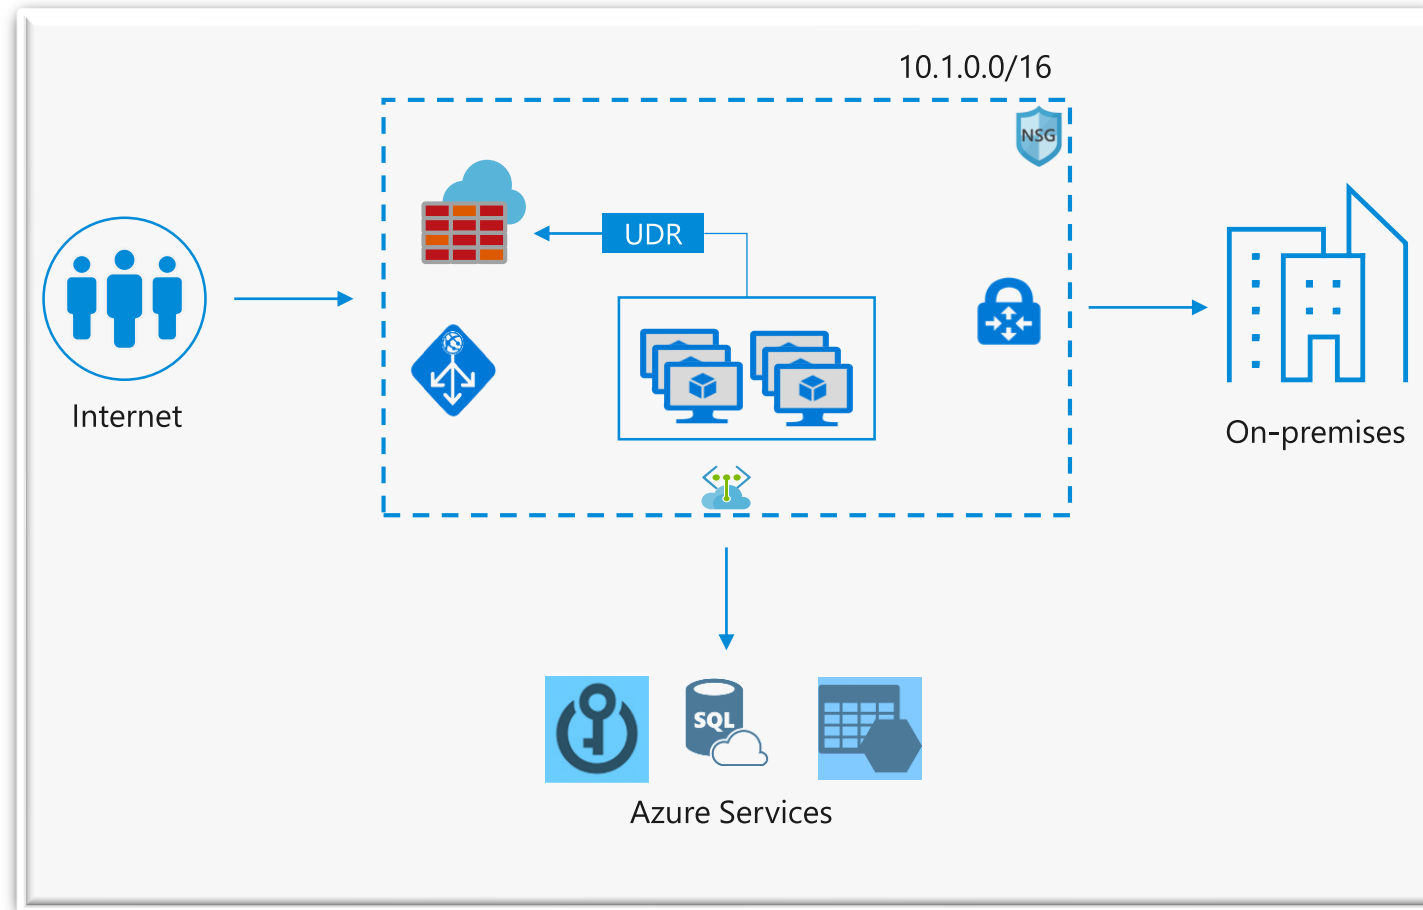 10.1.0.0/16
NSG
UDR
Internet
On-premises
SQL
Azure Services